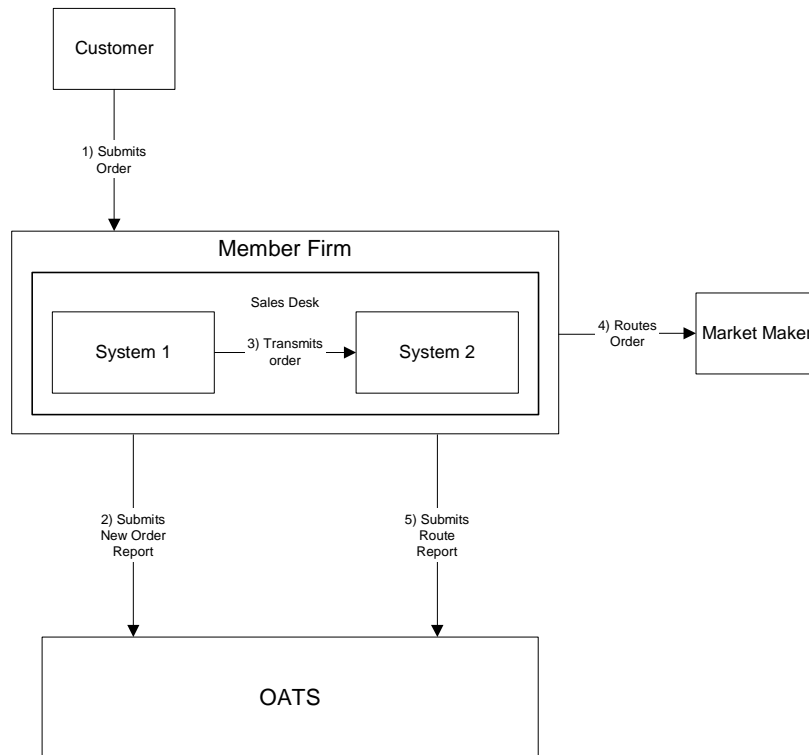 Customer
1) Submits
Order
Member Firm
Sales Desk
System 1
3) Transmits
order
System 2
4) Routes
Order
Market Maker
2) Submits
New Order
Report
5) Submits
Route
Report
OATS